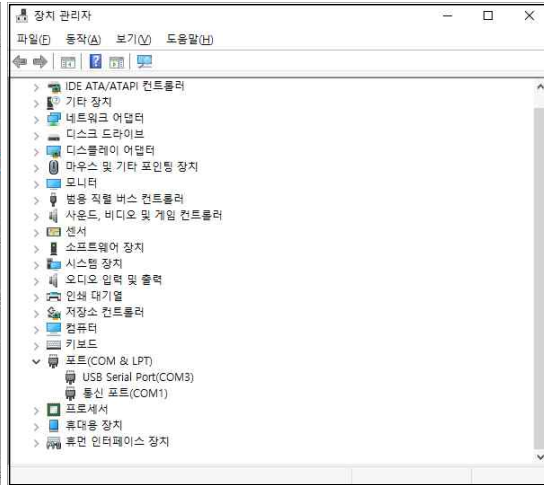 장치 관리자
파일(F) 동작(A) 보기(V) 도움말(H)
IDE ATA/ATAPI 컨트롤러
기타 장치
네트워크 어댑터
디스크 드라이브
디스플레이 어댑터
마우스 및 기타 포인팅 장치
모니터
범용 직렬 버스 컨트롤러
사운드, 비디오 및 게임 컨트롤러
센서
소프트웨어 장치
시스템 장치
오디오 입력 및 출력
인쇄 대기열
저장소 컨트롤러
컴퓨터
키보드
포트(COM & LPT)
USB Serial Port(COM3)
통신 포트(COM1)
프로세서
휴대용 장치
휴먼 인터페이스 장치